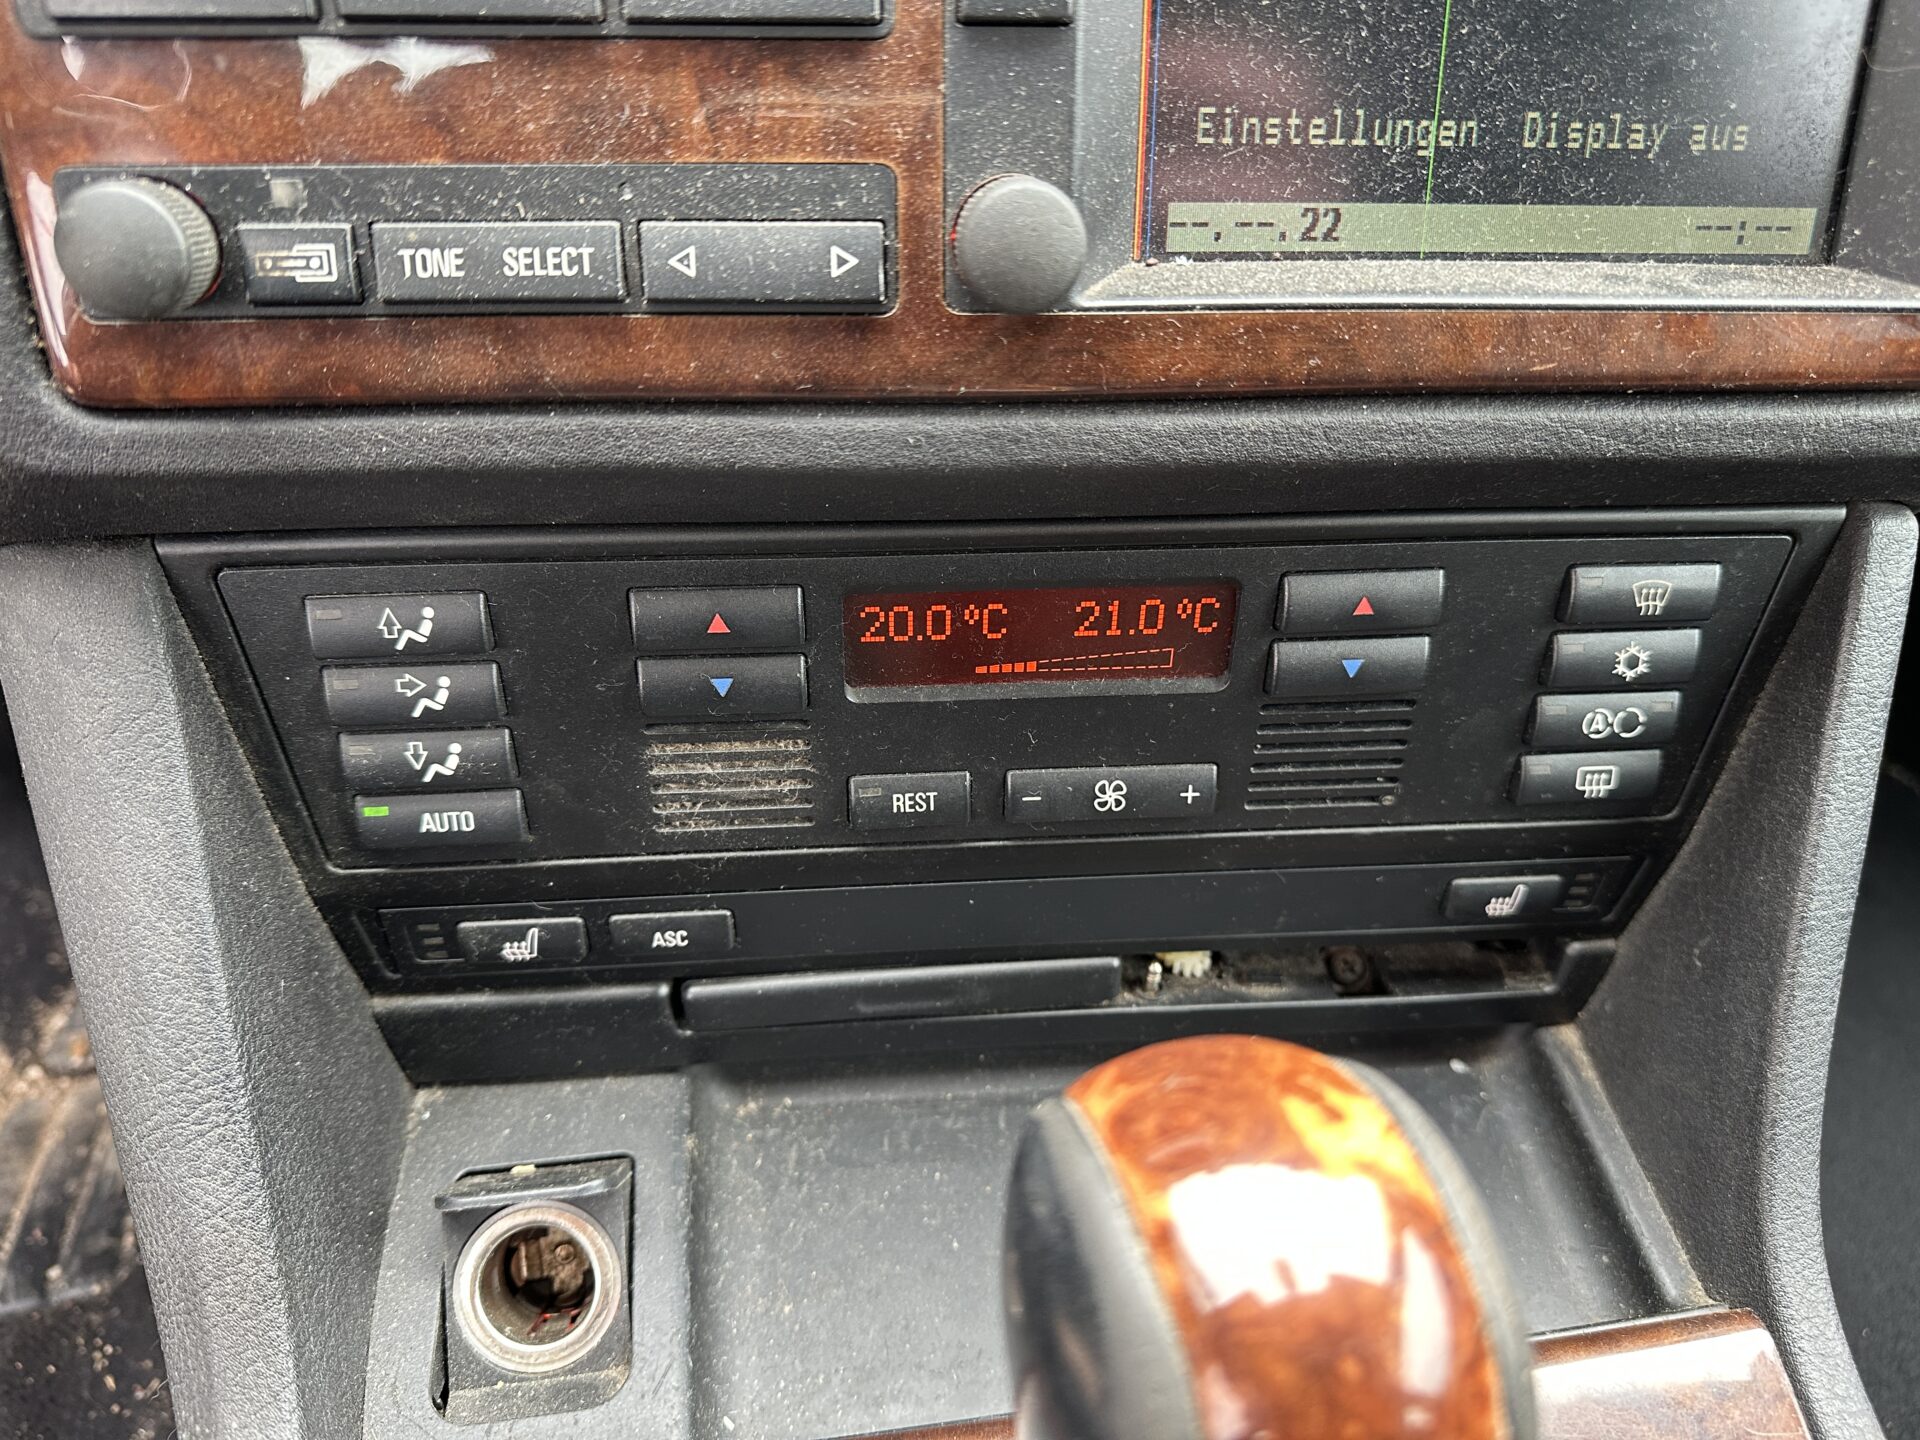 Einstellungen Display aus
--.--.22 --:--
TONE SELECT
20.0°C 21.0°C
A
REST - +
AUTO
ASC